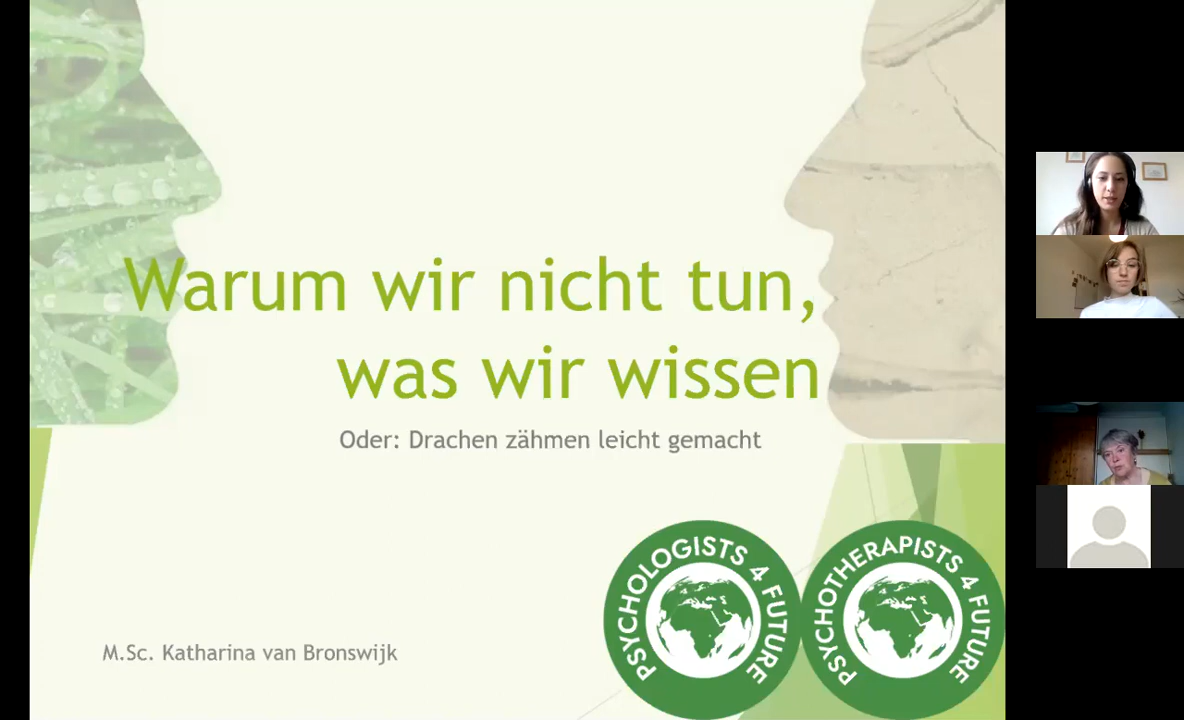 Warum wir nicht tun,
was wir wissen
Oder: Drachen zähmen leicht gemacht
M.Sc. Katharina van Bronswijk
PSYCHOLOGISTS 4 FUTURE
PSYCHOTHERAPISTS 4 FUTURE